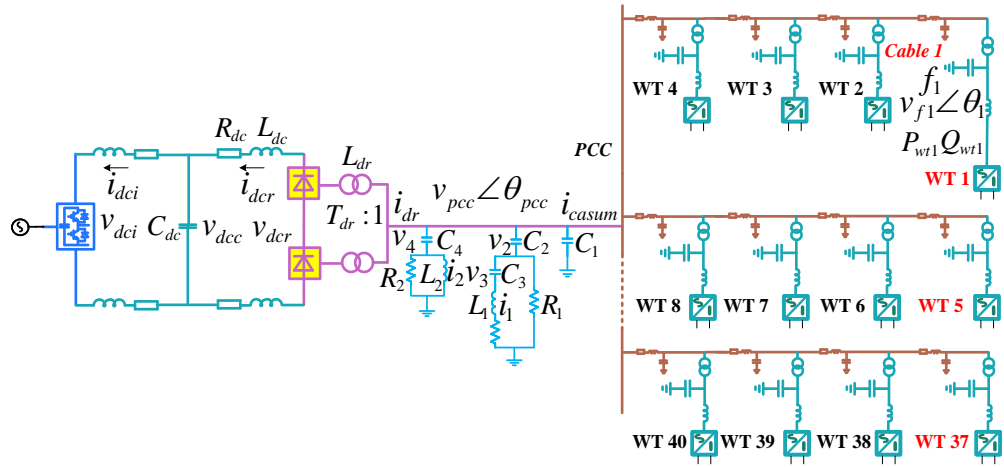 WT 4
WT 3
WT 2
Cable 1
f1
vf1∠θ1
Pwt1Qwt1
WT 1
PCC
Rdc
Ldc
idci
idcr
Ldr
vdci
Cdc
vdcc
vdcr
Tdr : 1
idr
vpcc∠θpcc
icasum
v4
C4
v2
C2
C1
R2
L2
i2
v3
C3
L1
i1
R1
WT 8
WT 7
WT 6
WT 5
WT 40
WT 39
WT 38
WT 37